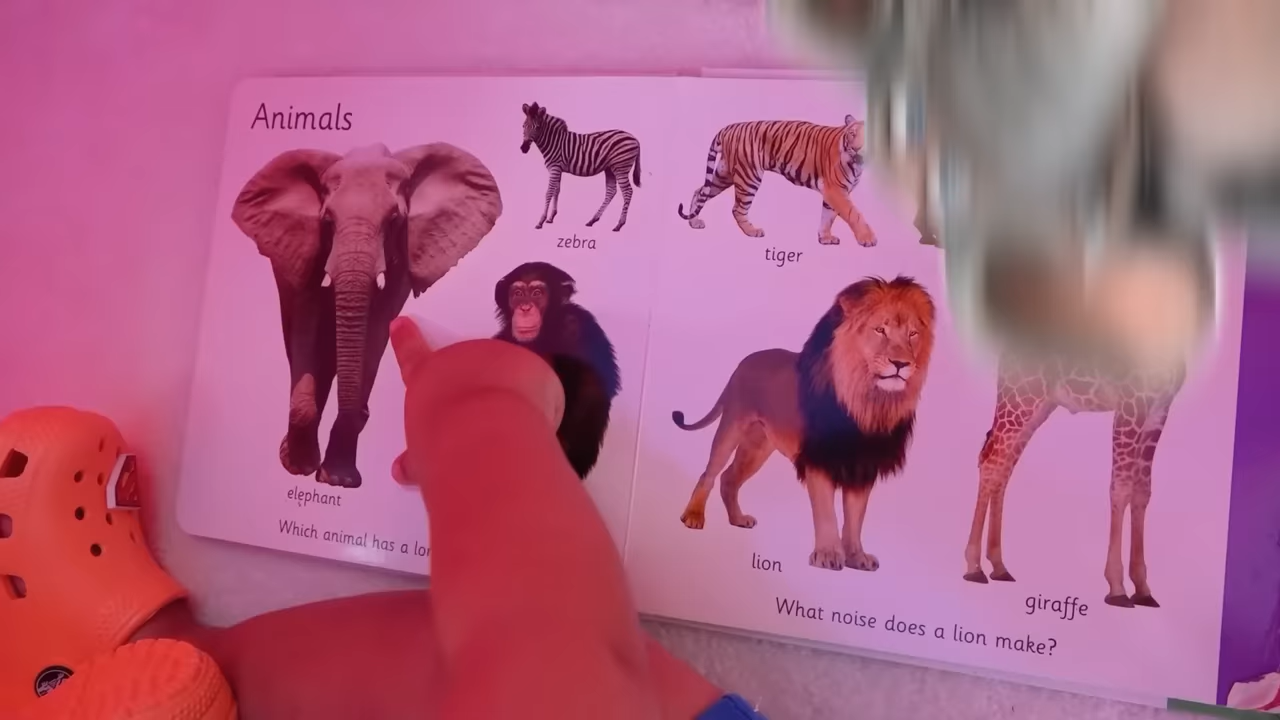 Animals
zebra
tiger
elephant
Which animal has a
lion
giraffe
What noise does a lion make?